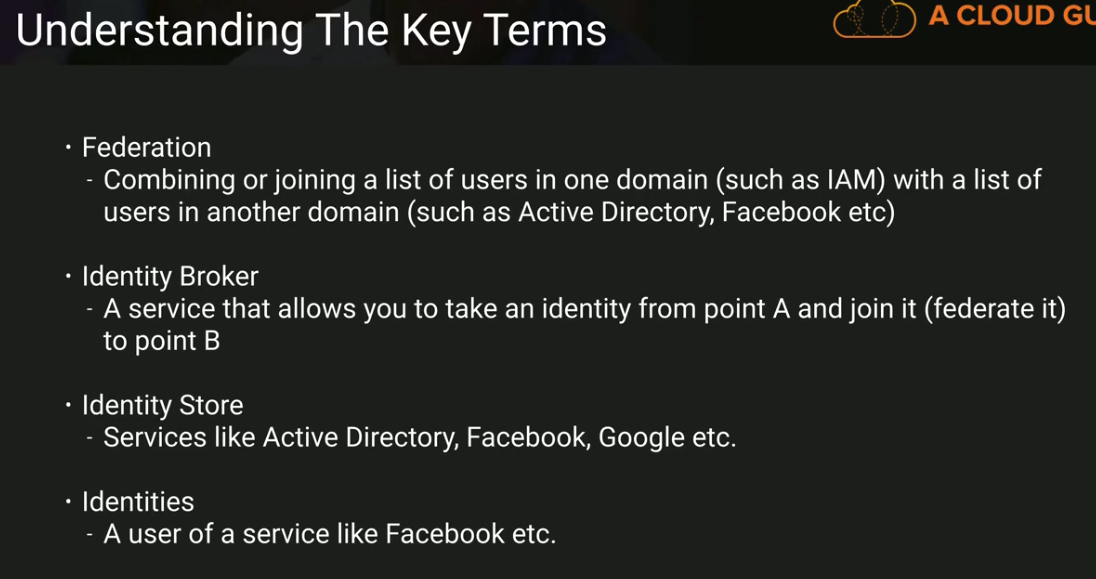 Understanding The Key Terms
A CLOUD GU
· Federation
- Combining or joining a list of users in one domain (such as IAM) with a list of
users in another domain (such as Active Directory, Facebook etc)
· Identity Broker
- A service that allows you to take an identity from point A and join it (federate it)
to point B
· Identity Store
- Services like Active Directory, Facebook, Google etc.
· Identities
- A user of a service like Facebook etc.